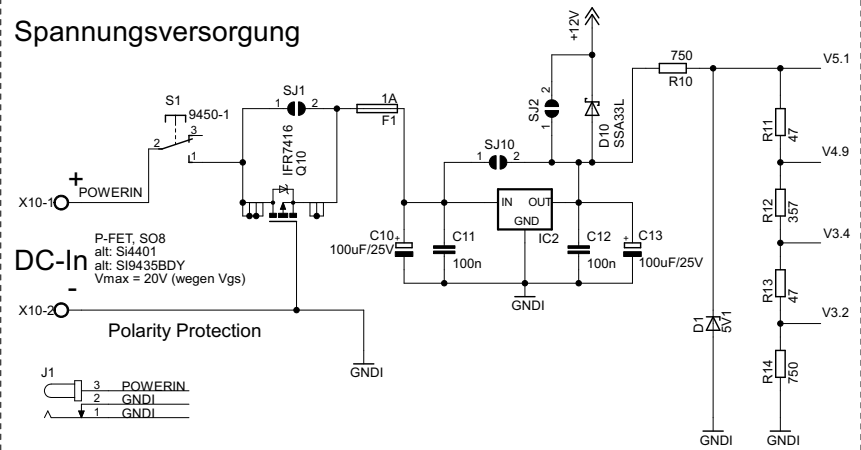 Spannungsversorgung
+12V
S1
9450-1
3
2
1
SJ1
1
2
IFR7416
Q10
1A
F1
SJ10
1
2
SJ2
2
1
D10
SSA33L
750
R10
V5.1
R11
47
V4.9
R12
357
V3.4
R13
47
V3.2
R14
750
X10-1
+
POWERIN
DC-In
P-FET, SO8
alt: Si4401
alt: SI9435BDY
Vmax = 20V (wegen Vgs)
-
X10-2
Polarity Protection
GNDI
C10
+
100uF/25V
C11
100n
IN
OUT
GND
IC2
C12
100n
C13
+
100uF/25V
GNDI
D1
5V1
GNDI
GNDI
J1
3
POWERIN
2
GNDI
1
GNDI